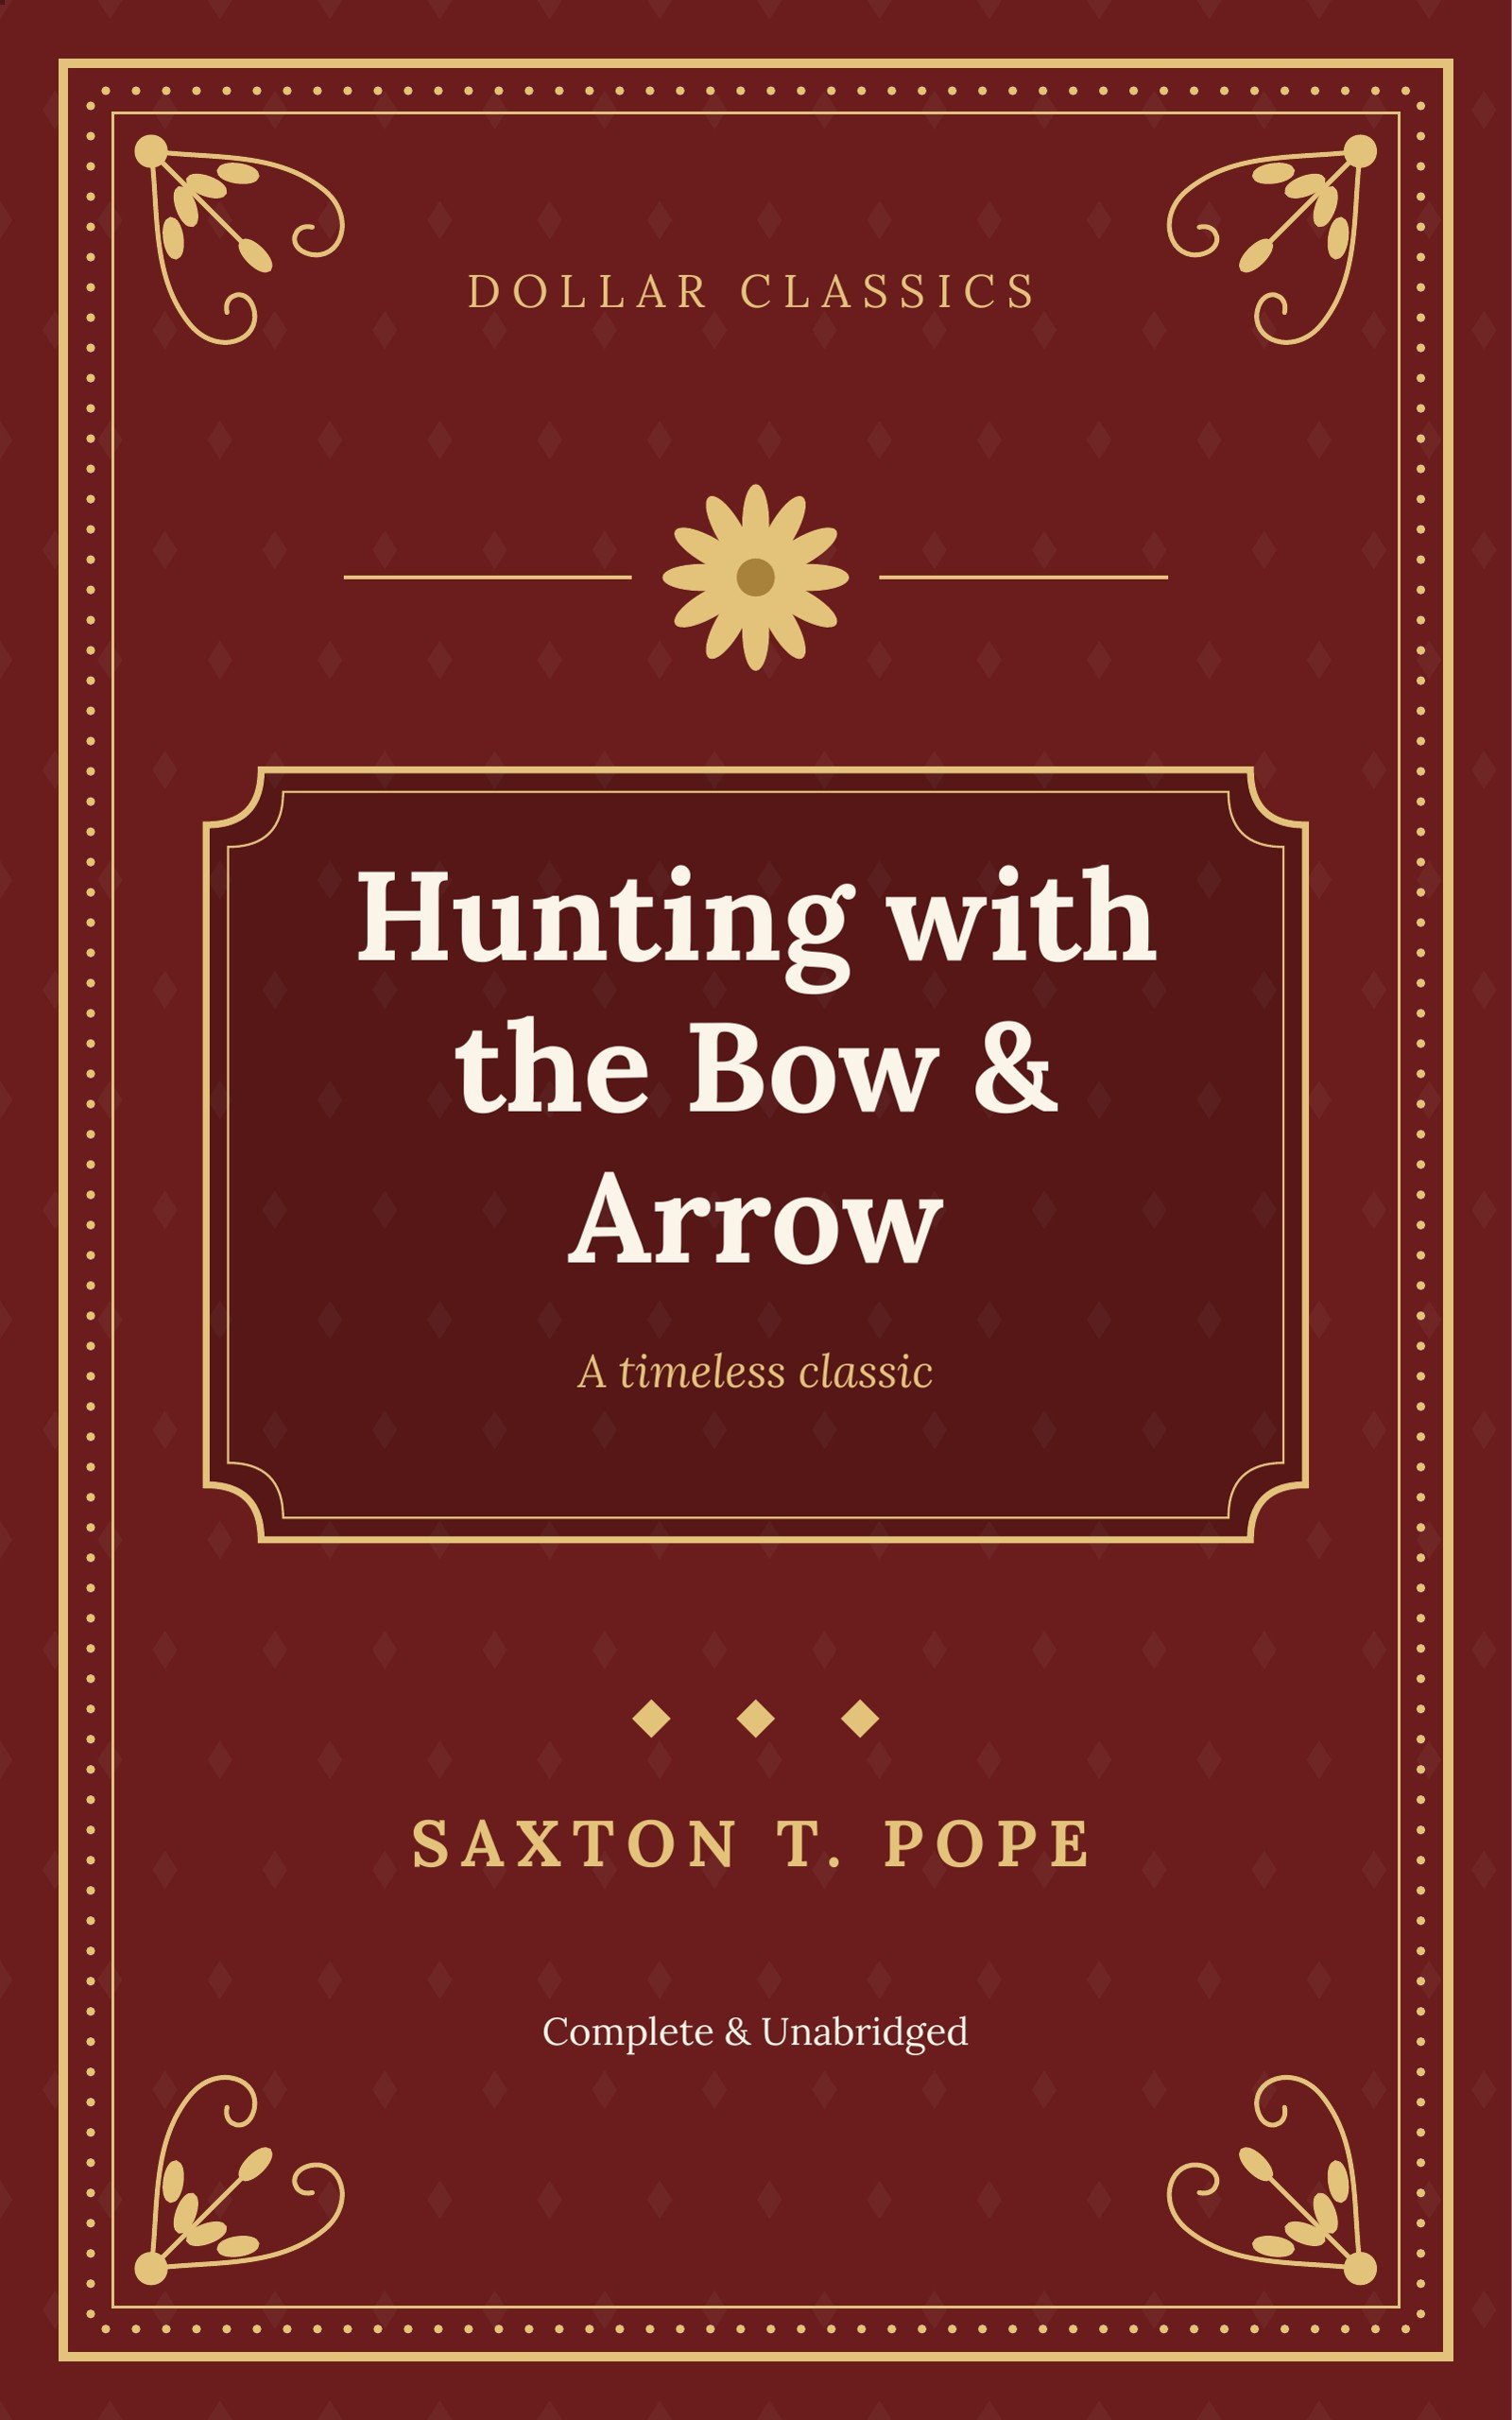 DOLLAR CLASSICS
Hunting with
the Bow &
Arrow
A timeless classic
SAXTON T. POPE
Complete & Unabridged